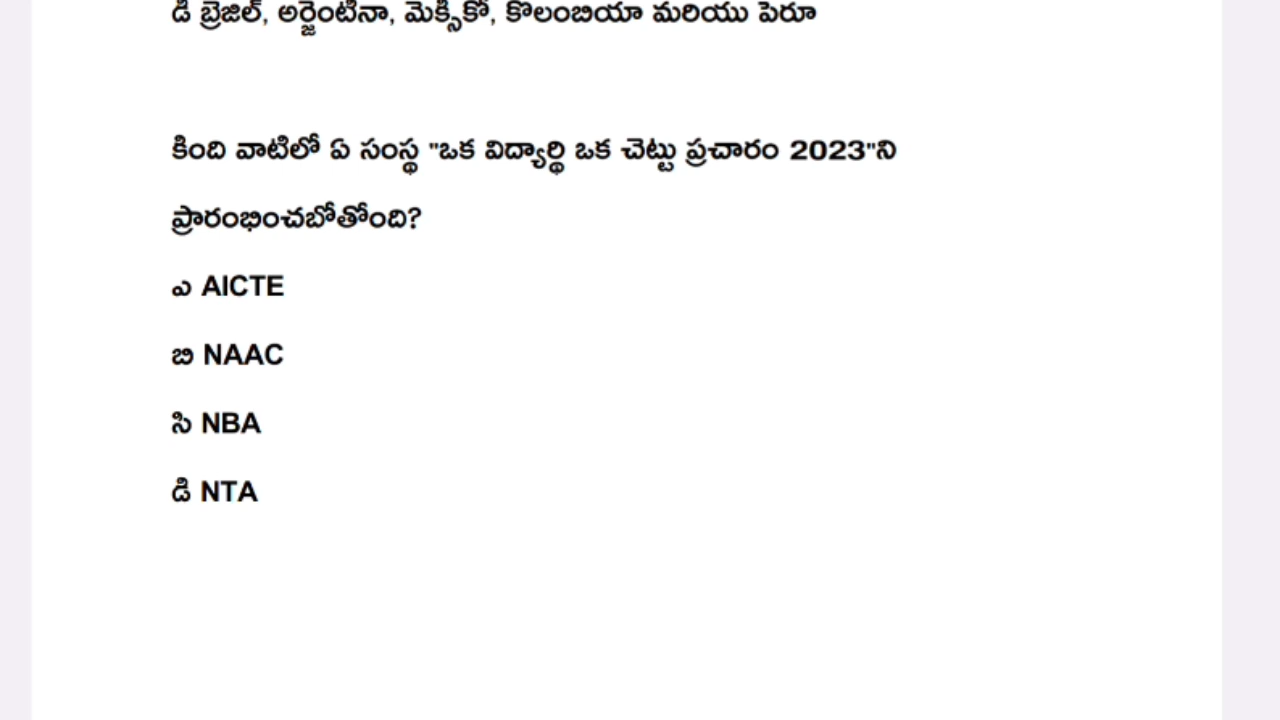 డి బ్రెజిల్, అర్జెంటీనా, మెక్సికో, కొలంబియా మరియు పెరూ
కింది వాటిలో ఏ సంస్థ "ఒక విద్యార్థి ఒక చెట్టు ప్రచారం 2023"ని
ప్రారంభించబోతోంది?
ఎ AICTE
బి NAAC
సి NBA
డి NTA